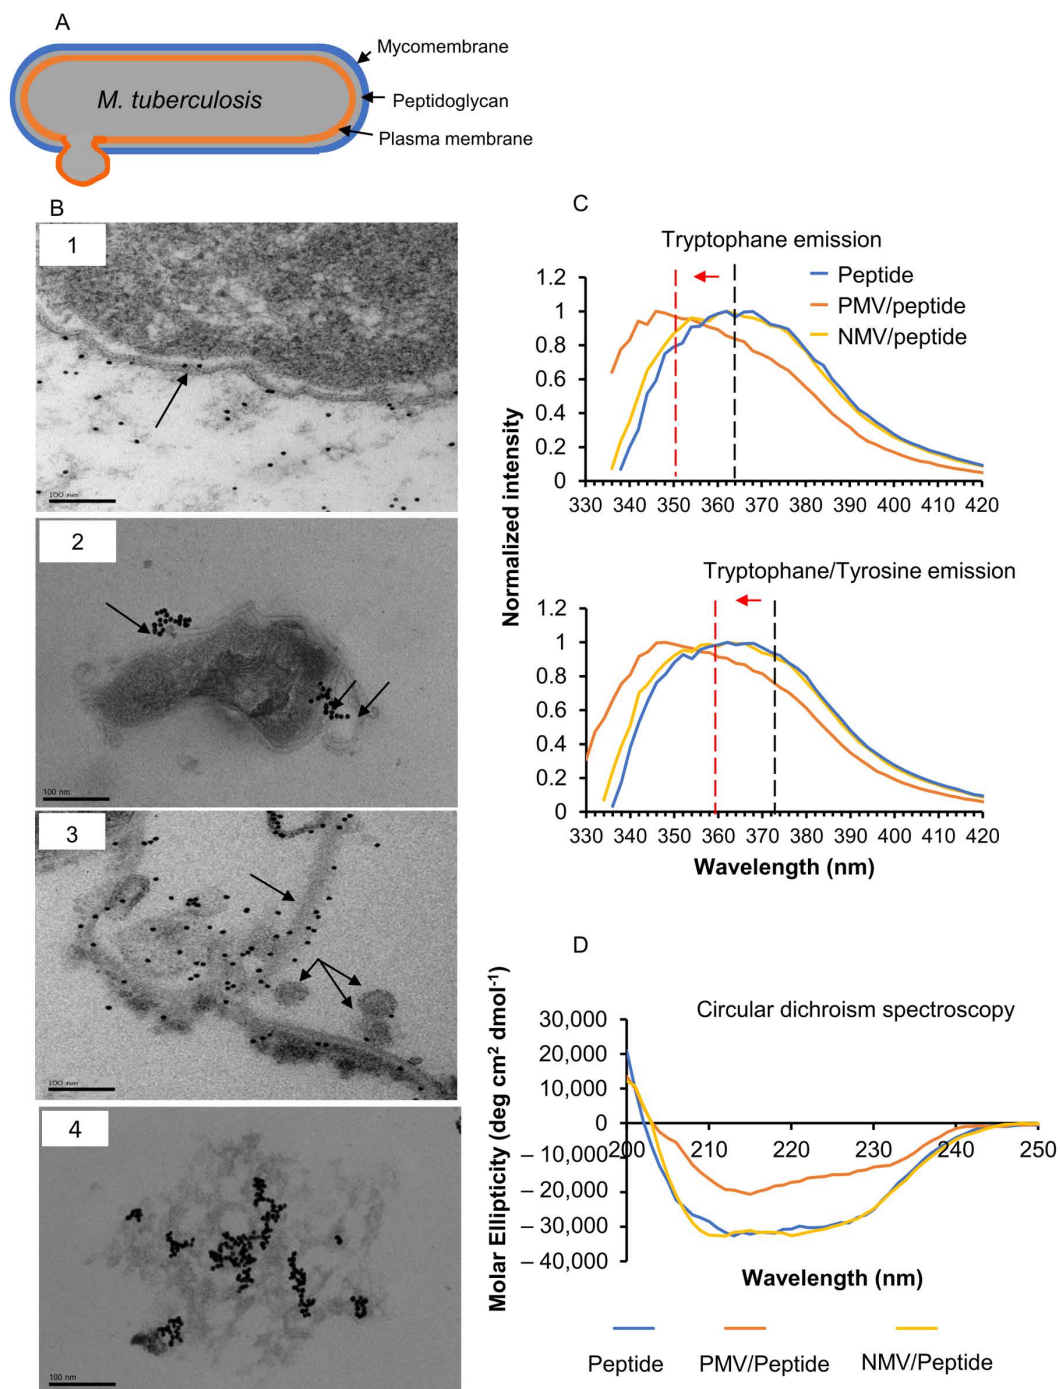 A
Mycomembrane
M. tuberculosis
Peptidoglycan
Plasma membrane
B
1
100 nm
2
100 nm
3
100 nm
4
100 nm
C
Tryptophane emission
Peptide
PMV/peptide
NMV/peptide
1.2
1
0.8
0.6
0.4
0.2
0
330 340 350 360 370 380 390 400 410 420
Normalized intensity
Tryptophane/Tyrosine emission
1.2
1
0.8
0.6
0.4
0.2
0
330 340 350 360 373 380 390 400 410 420
Wavelength (nm)
D
Circular dichroism spectroscopy
Molar Ellipticity (deg cm² dmol⁻¹)
30,000
20,000
10,000
0
– 10,000
– 20,000
– 30,000
– 40,000
200 210 220 230 240 250
Wavelength (nm)
Peptide
PMV/Peptide
NMV/Peptide